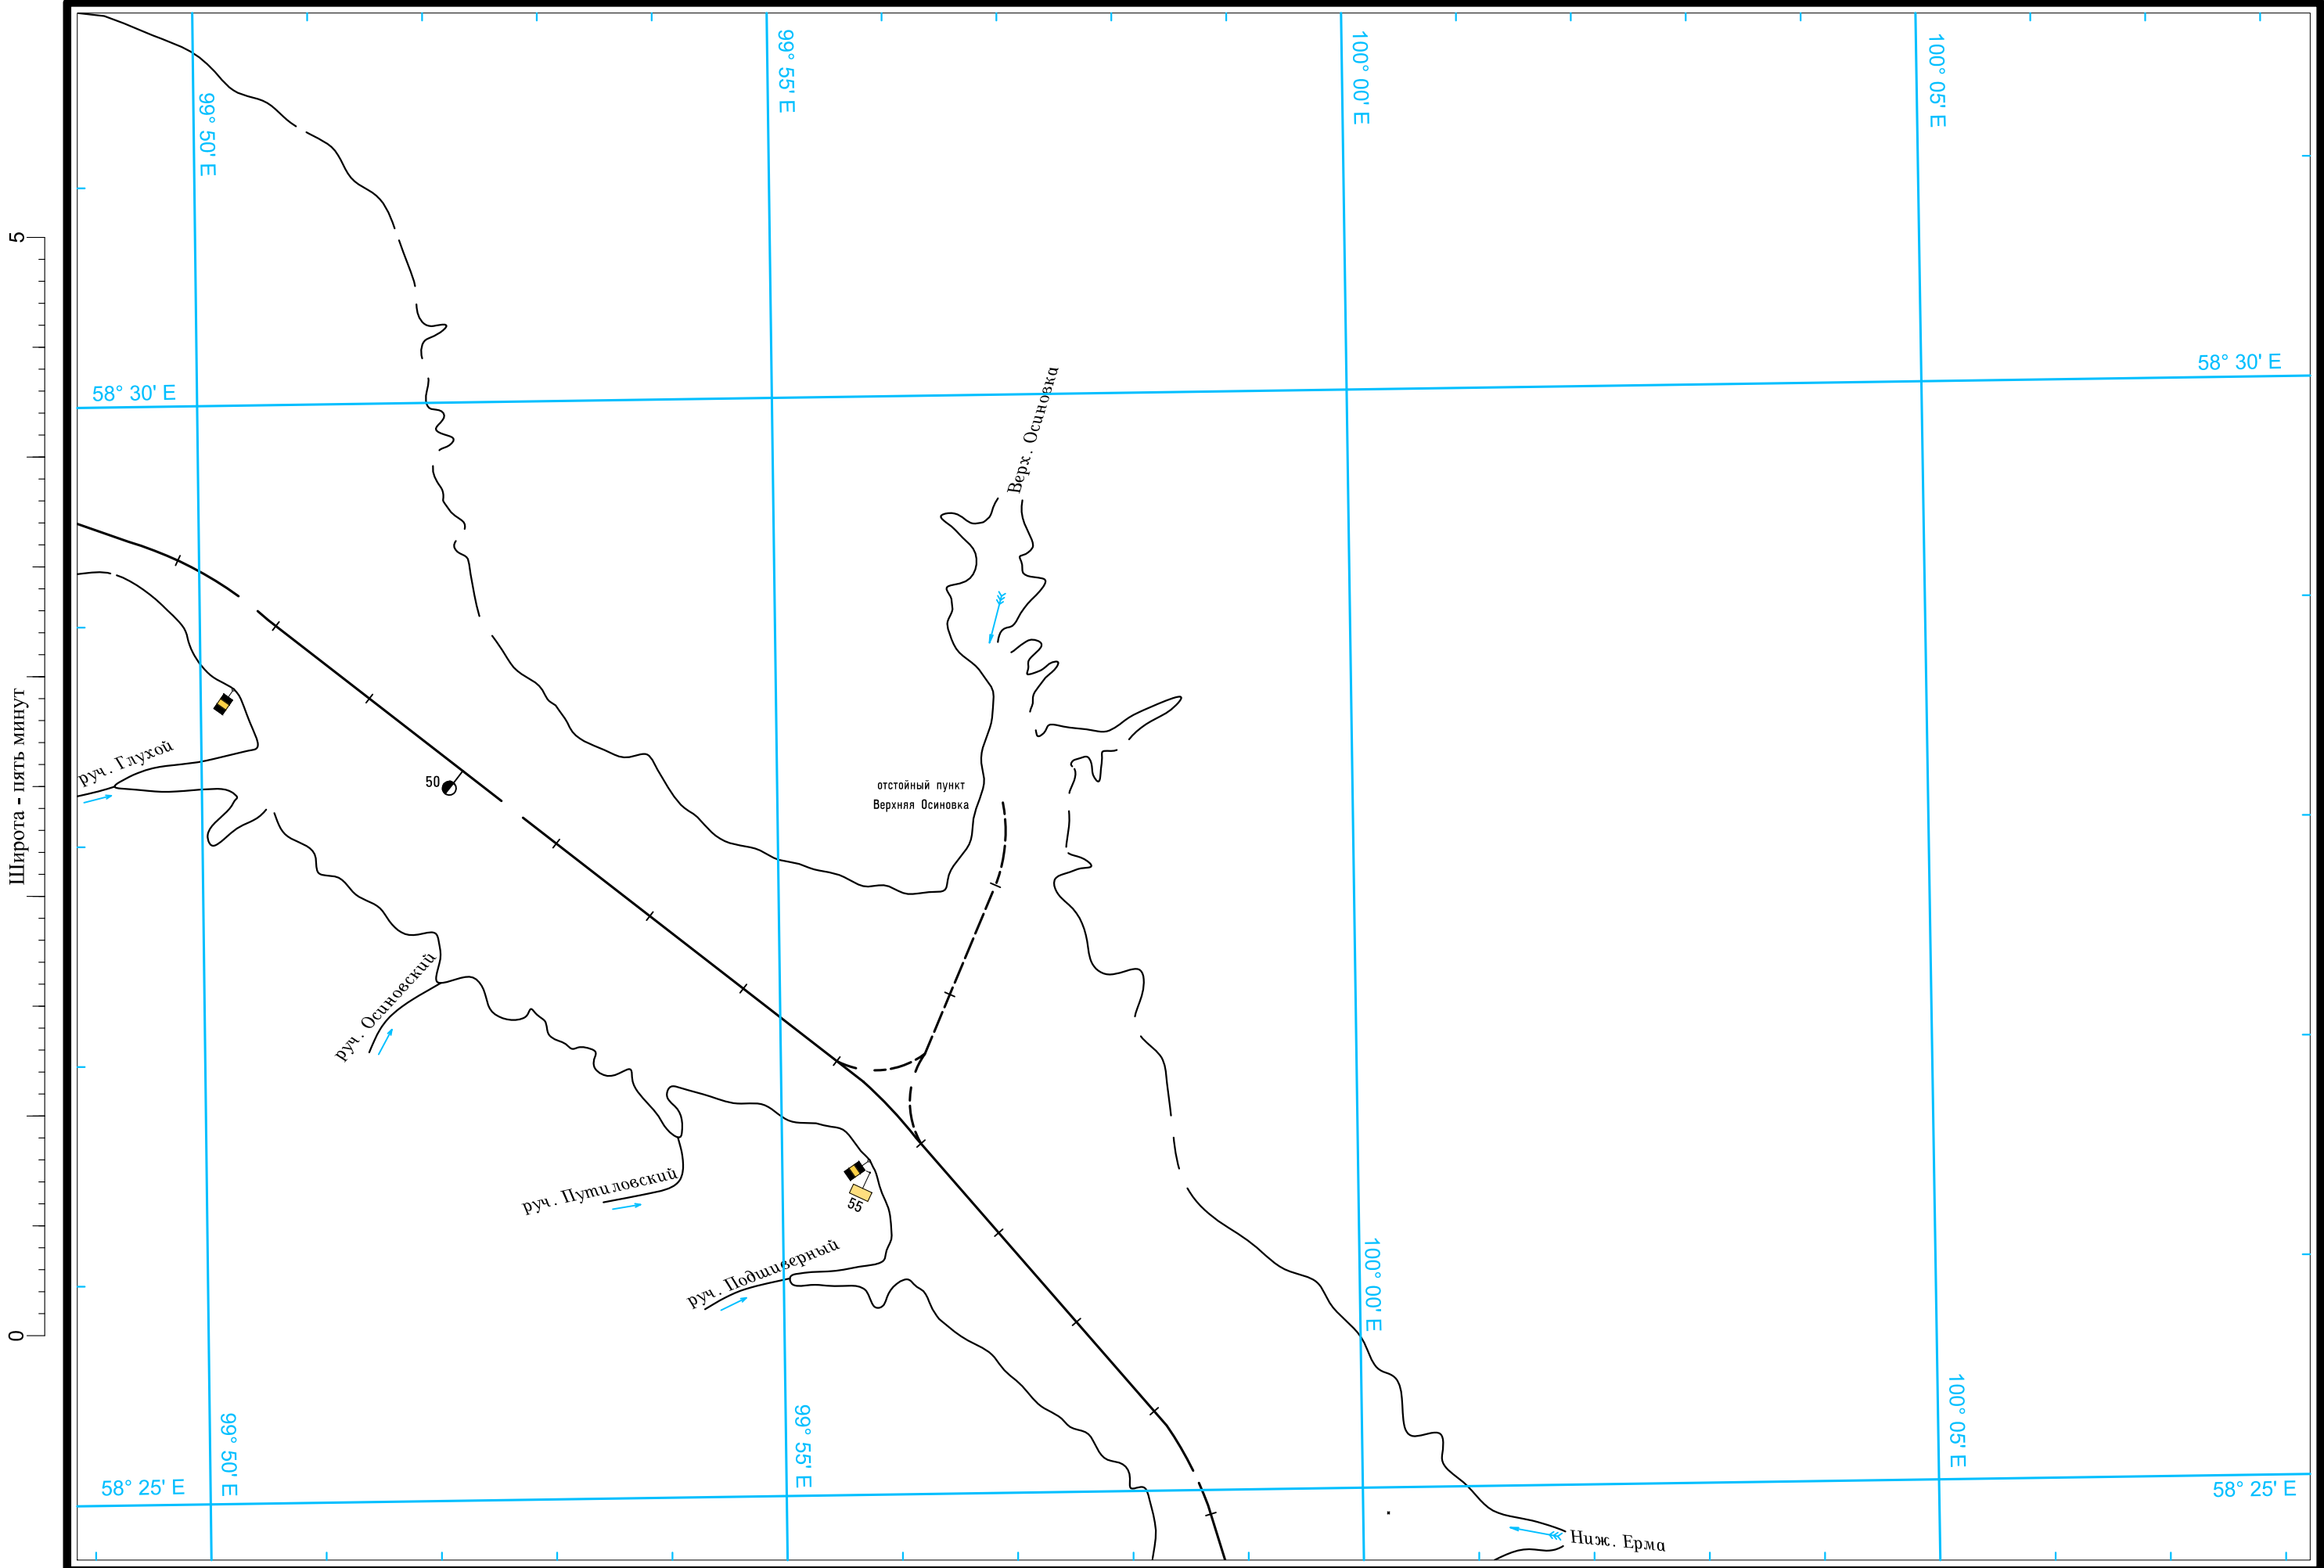 99° 50' E
99° 55' E
100° 00' E
100° 05' E
5
58° 30' E
58° 30' E
Верх. Осиновка
Широта - пять минут
руч. Глухой
50
отстойный пункт
Верхняя Осиновка
руч. Осиновский
руч. Путиловский
55
руч. Подшиверный
100° 00' E
0
99° 50' E
99° 55' E
100° 05' E
58° 25' E
58° 25' E
Ниж. Ерма